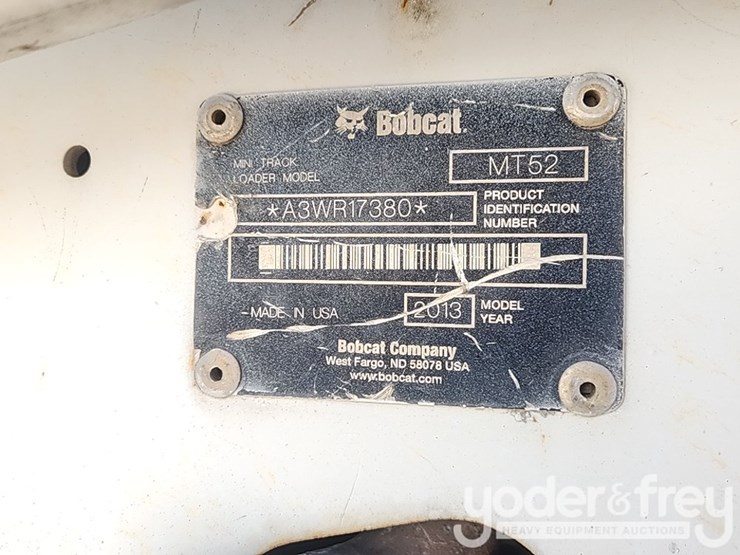 Bobcat.
MINI TRACK
LOADER MODEL
MT52
*A3WR17380*
PRODUCT
IDENTIFICATION
NUMBER
MADE IN USA
2013
MODEL
YEAR
Bobcat Company
West Fargo, ND 58078 USA
www.bobcat.com
yoder&frey
HEAVY EQUIPMENT AUCTIONS